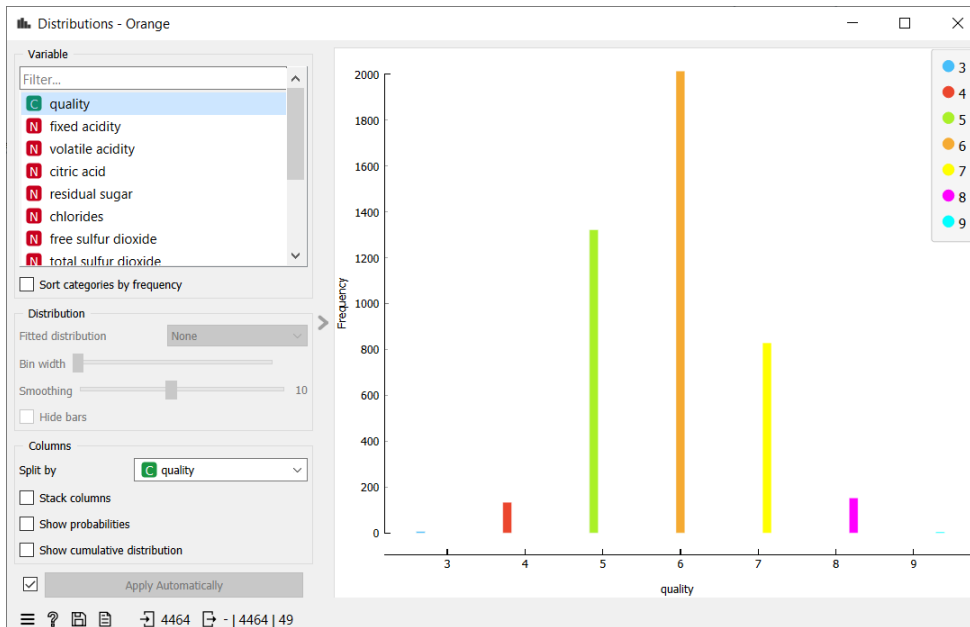 Distributions - Orange
Variable
Filter...
C quality
N fixed acidity
N volatile acidity
N citric acid
N residual sugar
N chlorides
N free sulfur dioxide
N total sulfur dioxide
Sort categories by frequency
Distribution
Fitted distribution None
Bin width
Smoothing 10
Hide bars
Columns
Split by C quality
Stack columns
Show probabilities
Show cumulative distribution
Apply Automatically
? 4464 - | 4464 | 49
Frequency
2000
1800
1600
1400
1200
1000
800
600
400
200
0
3 4 5 6 7 8 9
quality
3
4
5
6
7
8
9